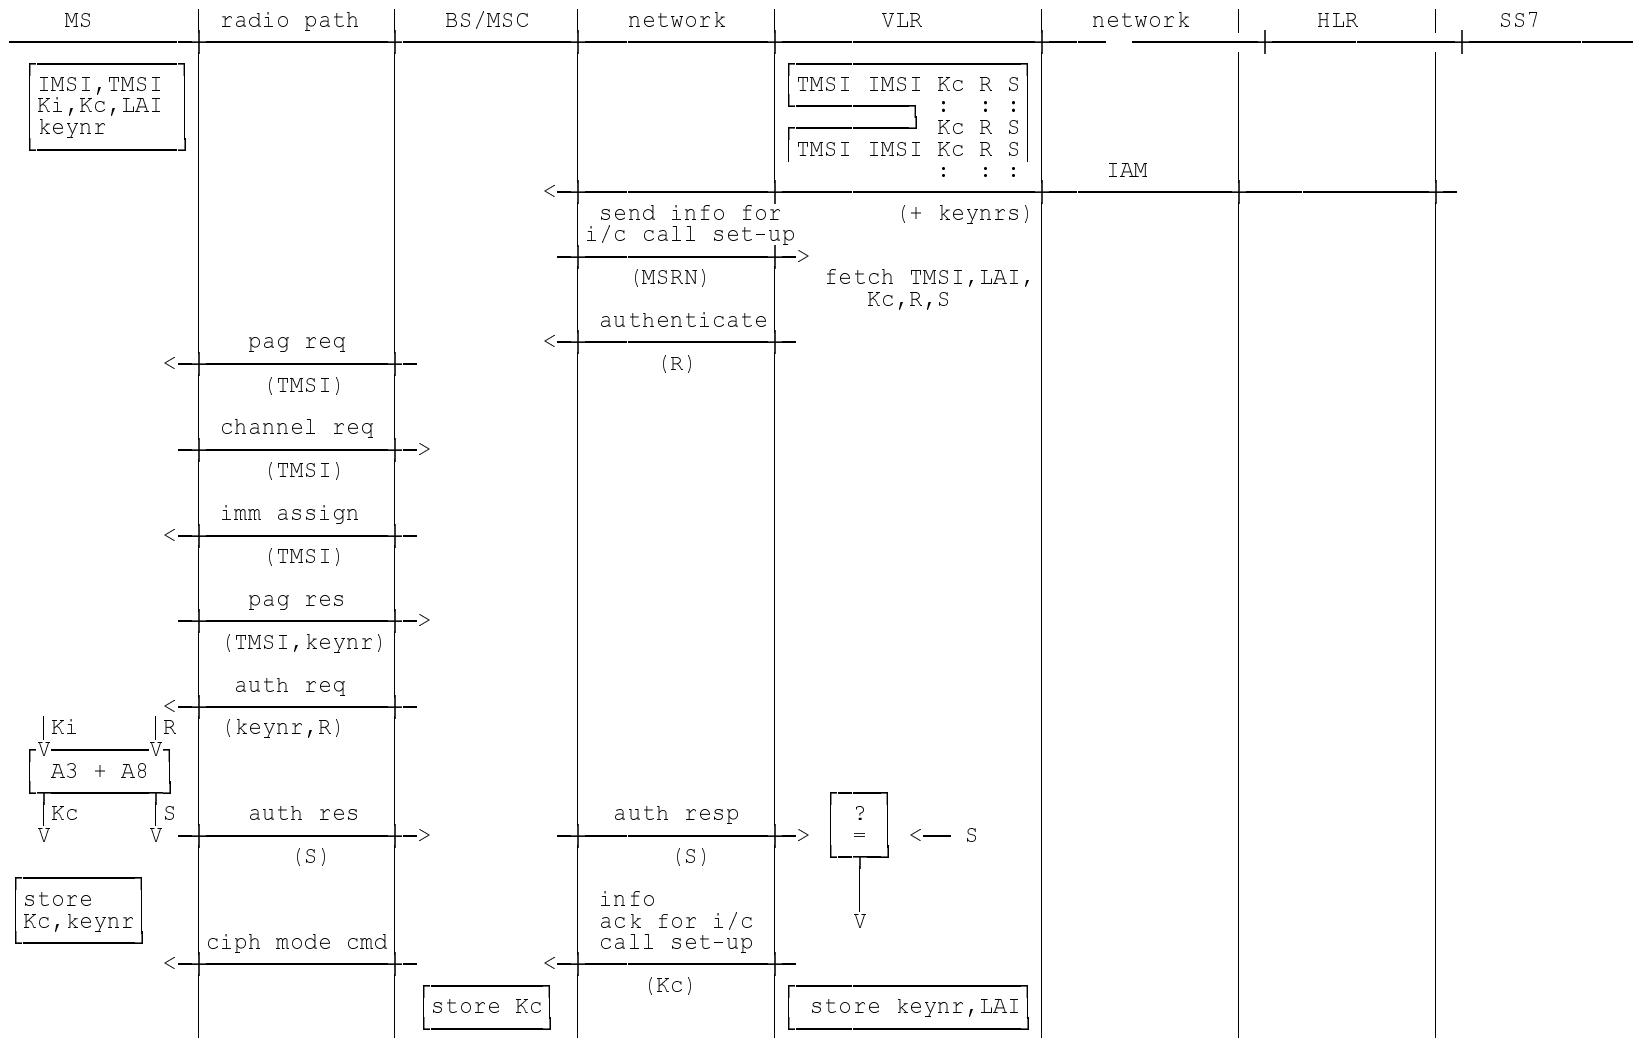 MS radio path BS/MSC network VLR network HLR SS7
IMSI,TMSI TMSI IMSI Kc R S
Ki,Kc,LAI : : :
keynr Kc R S
TMSI IMSI Kc R S
: : : IAM
<
send info for (+ keynrs)
i/c call set-up
>
(MSRN) fetch TMSI,LAI,
Kc,R,S
authenticate
pag req <
< (R)
(TMSI)
channel req
>
(TMSI)
imm assign
<
(TMSI)
pag res
>
(TMSI,keynr)
auth req
<
Ki R (keynr,R)
V V
A3 + A8
Kc S auth res auth resp ?
V V > > = < S
(S) (S)
store info
Kc,keynr ack for i/c V
ciph mode cmd call set-up
< <
(Kc)
store Kc store keynr,LAI